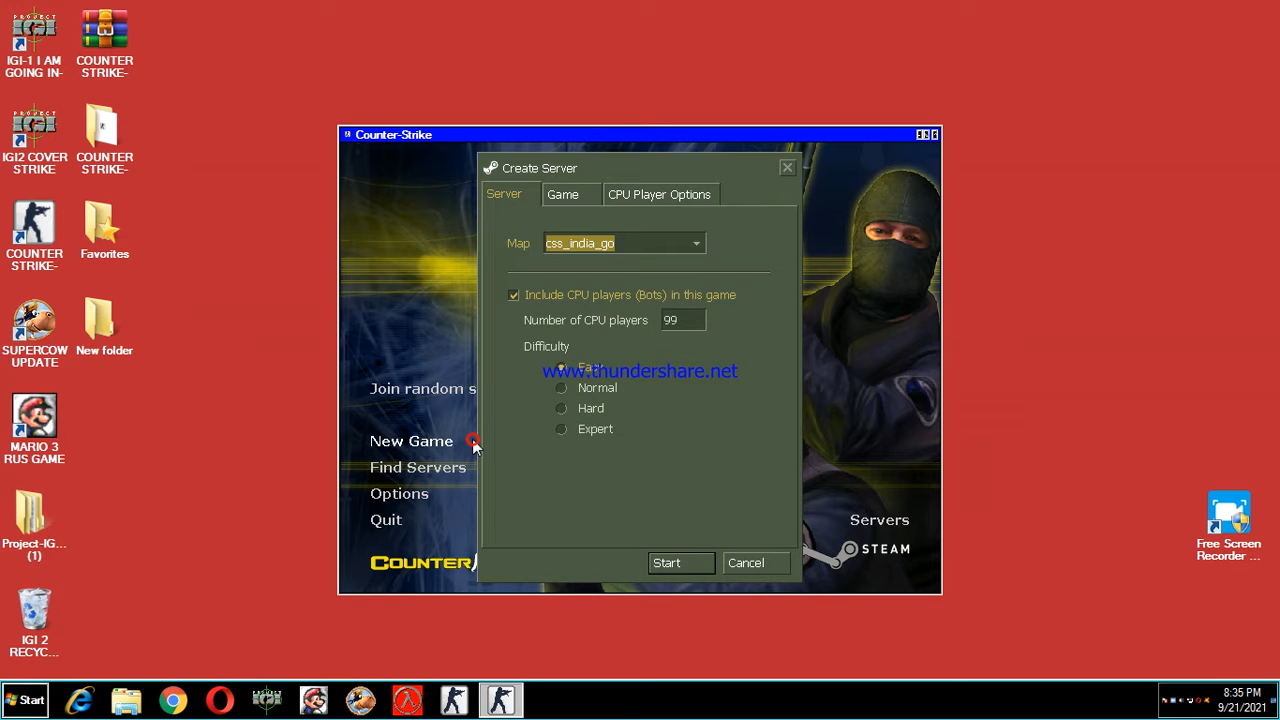 IGI-1 I AM
GOING IN-
COUNTER
STRIKE-
IGI2 COVER
STRIKE
COUNTER
STRIKE
COUNTER
STRIKE-
Favorites
SUPERCOW
UPDATE
New folder
MARIO 3
RUS GAME
Project-IG...
(1)
IGI 2
RECYC...
Counter-Strike
Create Server
Server
Game
CPU Player Options
Map
css_india_go
Include CPU players (Bots) in this game
Number of CPU players
99
Difficulty
www.thundershare.net
Normal
Hard
Expert
Start
Cancel
Join random s
New Game
Find Servers
Options
Quit
COUNTER
Servers
STEAM
Free Screen
Recorder ...
Start
8:35 PM
9/21/2021